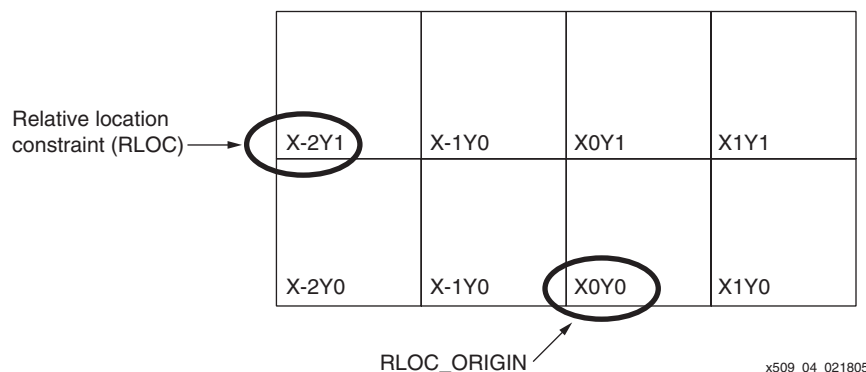 Relative location
constraint (RLOC)
X-2Y1 X-1Y0 X0Y1 X1Y1
X-2Y0 X-1Y0 X0Y0 X1Y0
RLOC_ORIGIN
x509_04_021805